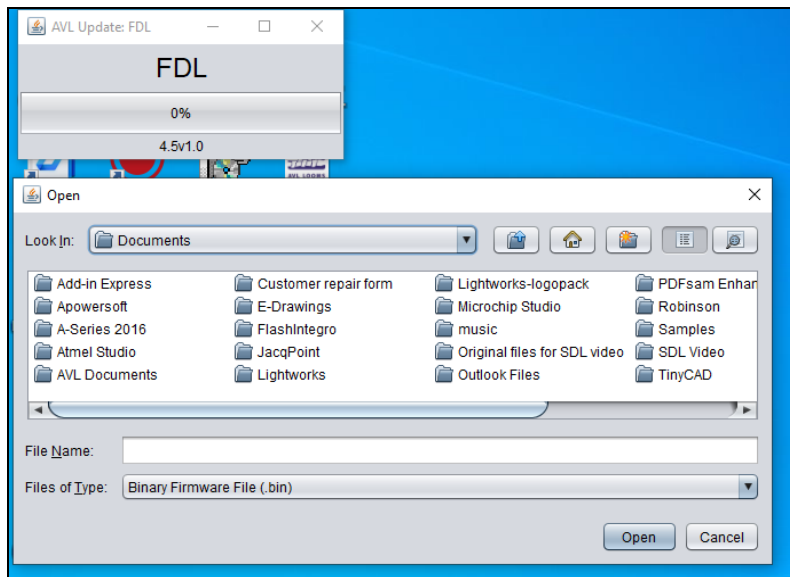 AVL Update: FDL
FDL
0%
4.5v1.0
AVL LOOMS
Open
Look In: Documents
Add-in Express Customer repair form Lightworks-logopack PDFsam Enhan
Apowersoft E-Drawings Microchip Studio Robinson
A-Series 2016 FlashIntegro music Samples
Atmel Studio JacqPoint Original files for SDL video SDL Video
AVL Documents Lightworks Outlook Files TinyCAD
File Name:
Files of Type: Binary Firmware File (.bin)
Open Cancel